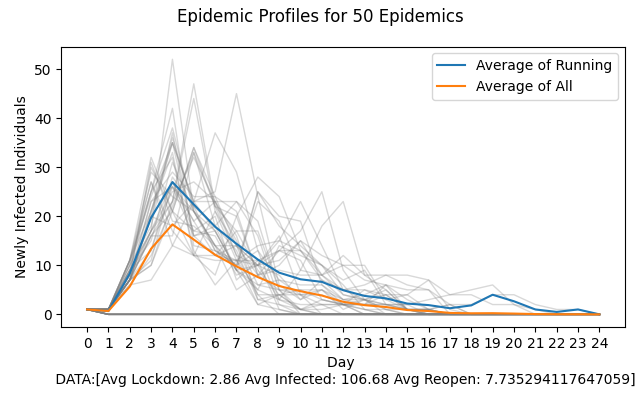 Epidemic Profiles for 50 Epidemics
Average of Running
Average of All
Newly Infected Individuals
50
40
30
20
10
0
0 1 2 3 4 5 6 7 8 9 10 11 12 13 14 15 16 17 18 19 20 21 22 23 24
Day
DATA:[Avg Lockdown: 2.86 Avg Infected: 106.68 Avg Reopen: 7.735294117647059]